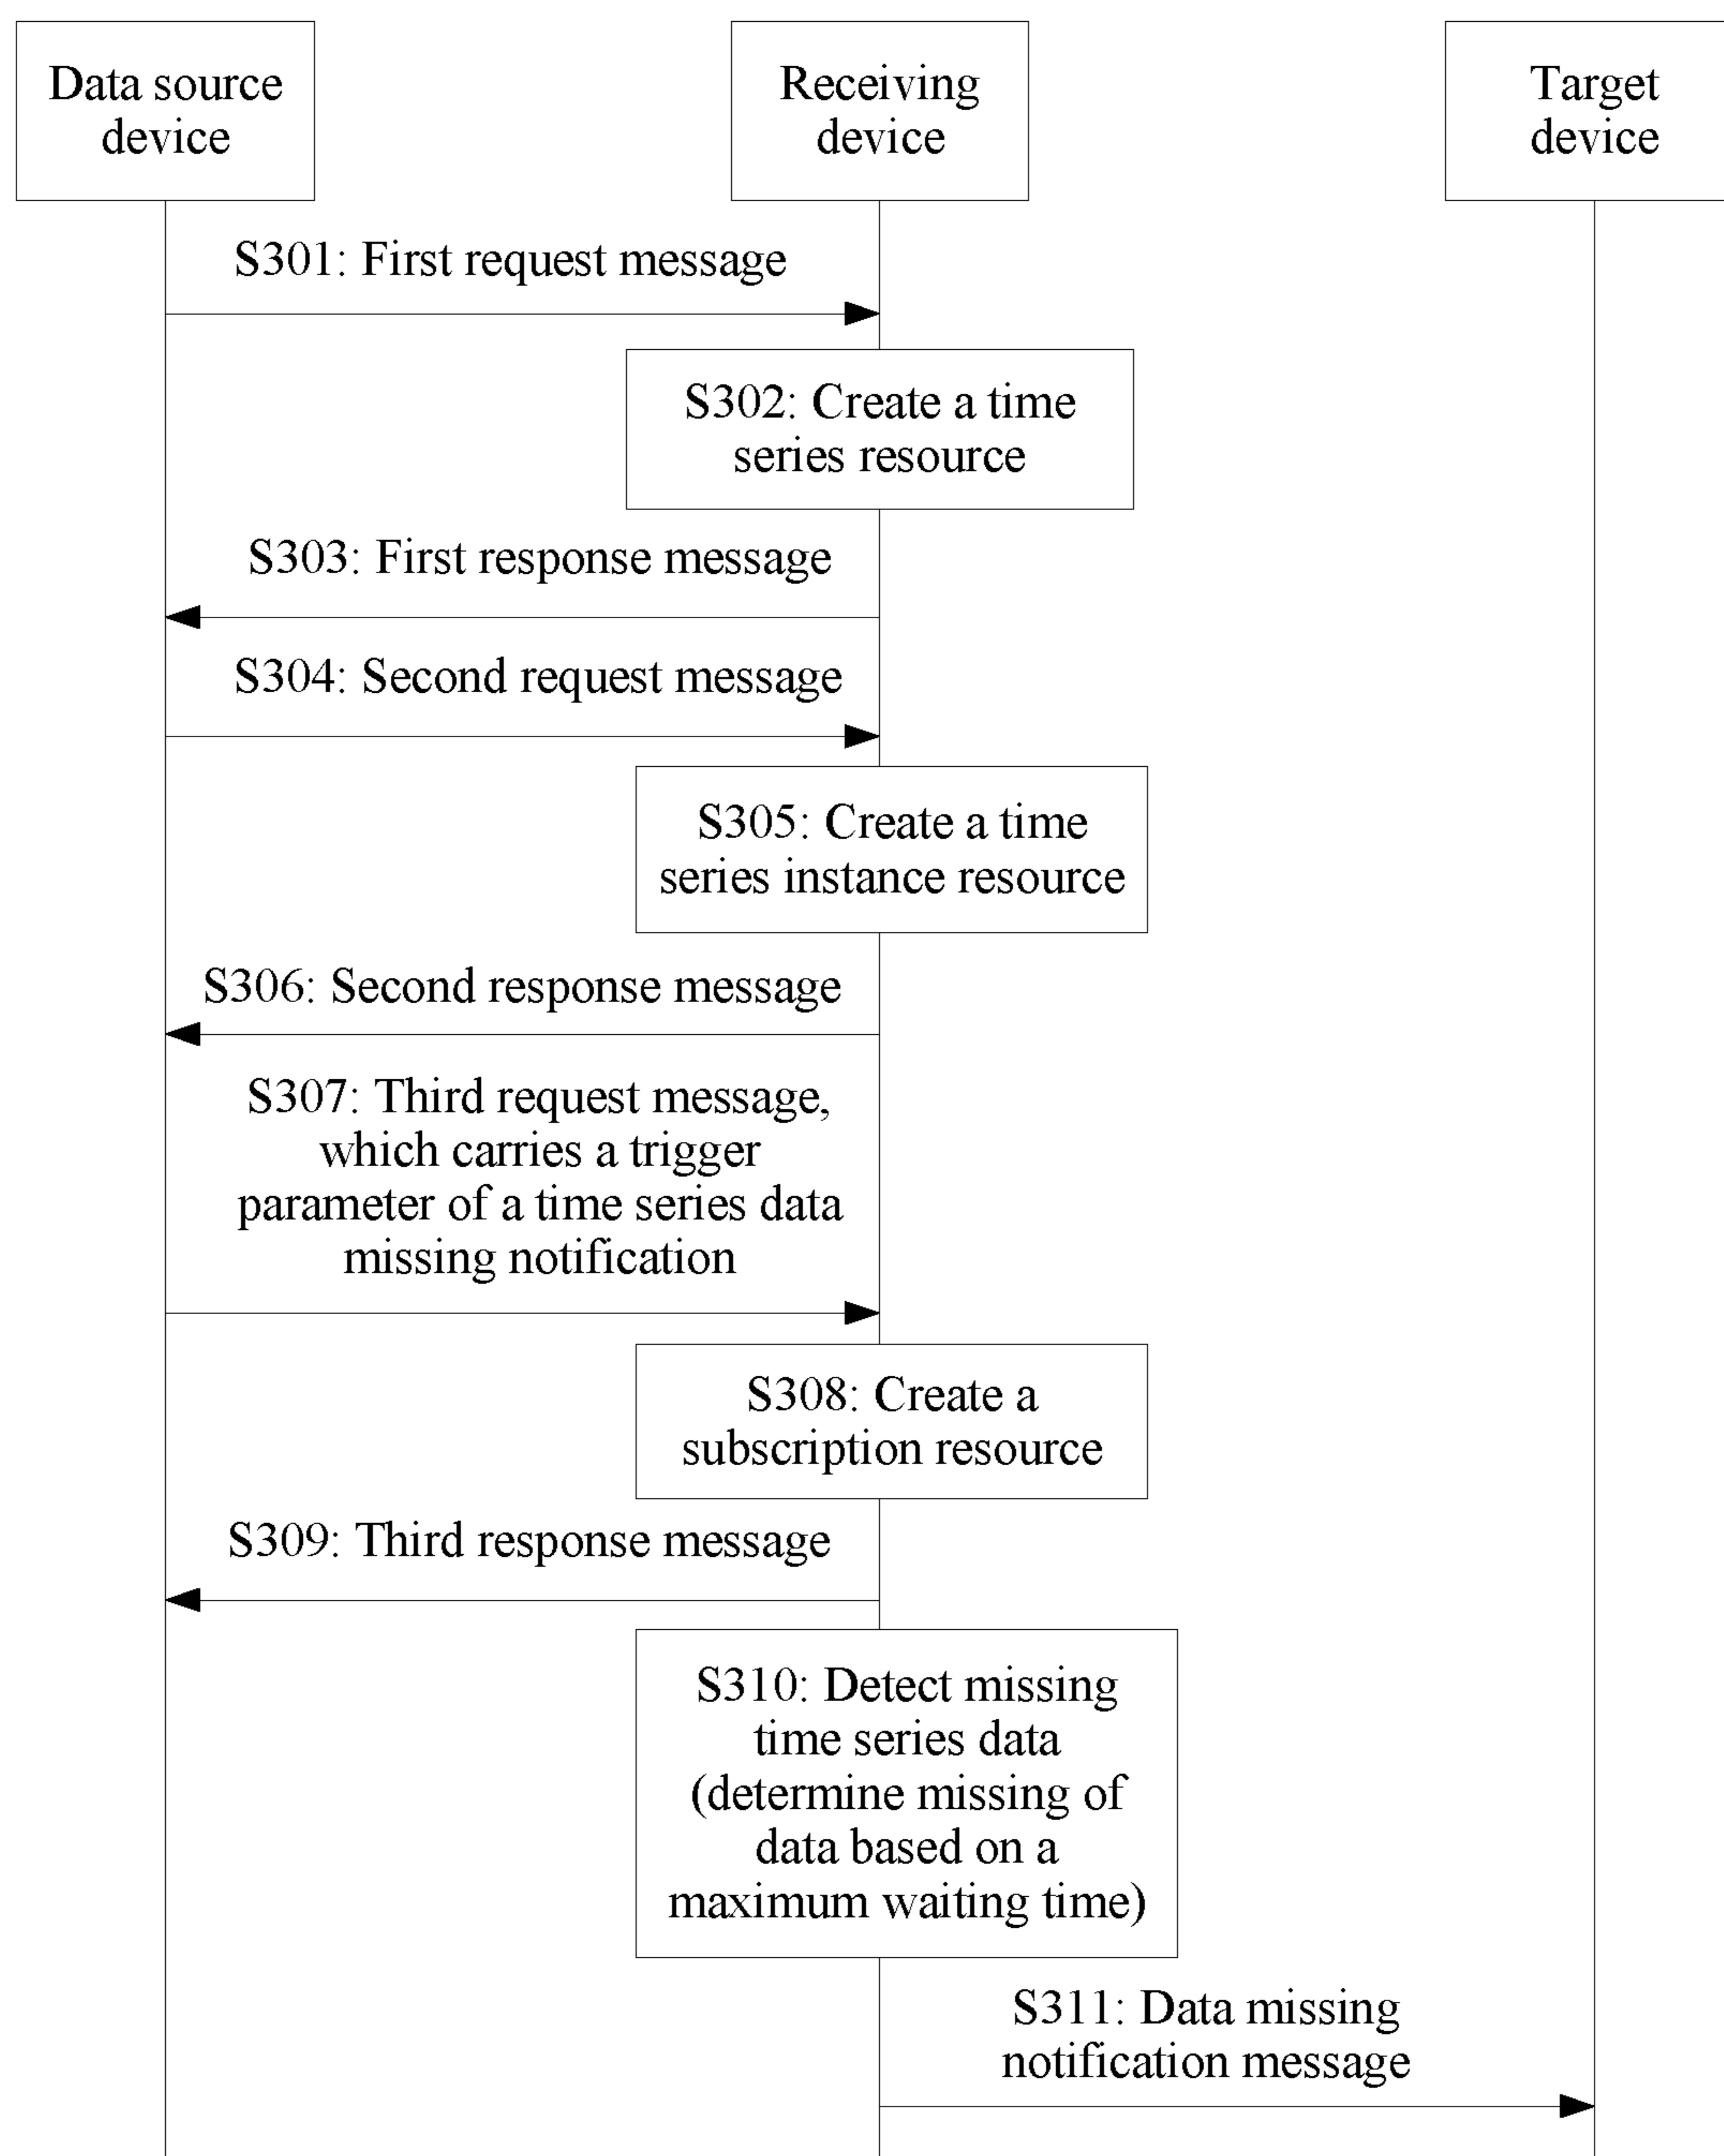 Data source
device
Receiving
device
Target
device
S301: First request message
S302: Create a time
series resource
S303: First response message
S304: Second request message
S305: Create a time
series instance resource
S306: Second response message
S307: Third request message,
which carries a trigger
parameter of a time series data
missing notification
S308: Create a
subscription resource
S309: Third response message
S310: Detect missing
time series data
(determine missing of
data based on a
maximum waiting time)
S311: Data missing
notification message